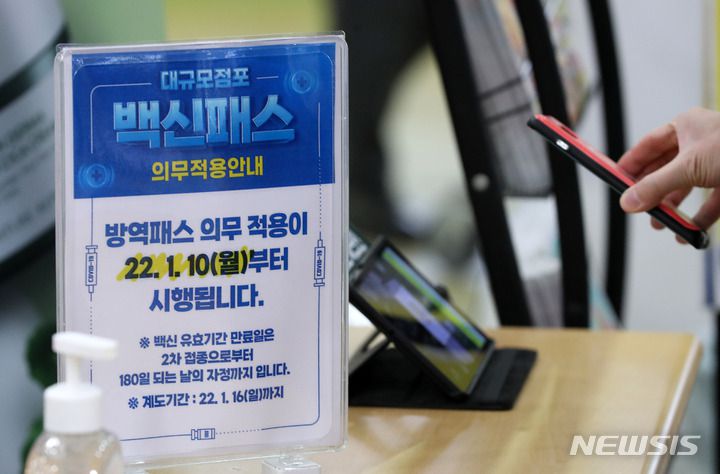 대규모점포
백신패스
의무적용안내
방역패스 의무 적용이
22. 1. 10(월)부터
시행됩니다.
※ 백신 유효기간 만료일은
2차 접종으로부터
180일 되는 날의 자정까지 입니다.
※ 계도기간 : 22. 1. 16(일)까지
NEWSIS